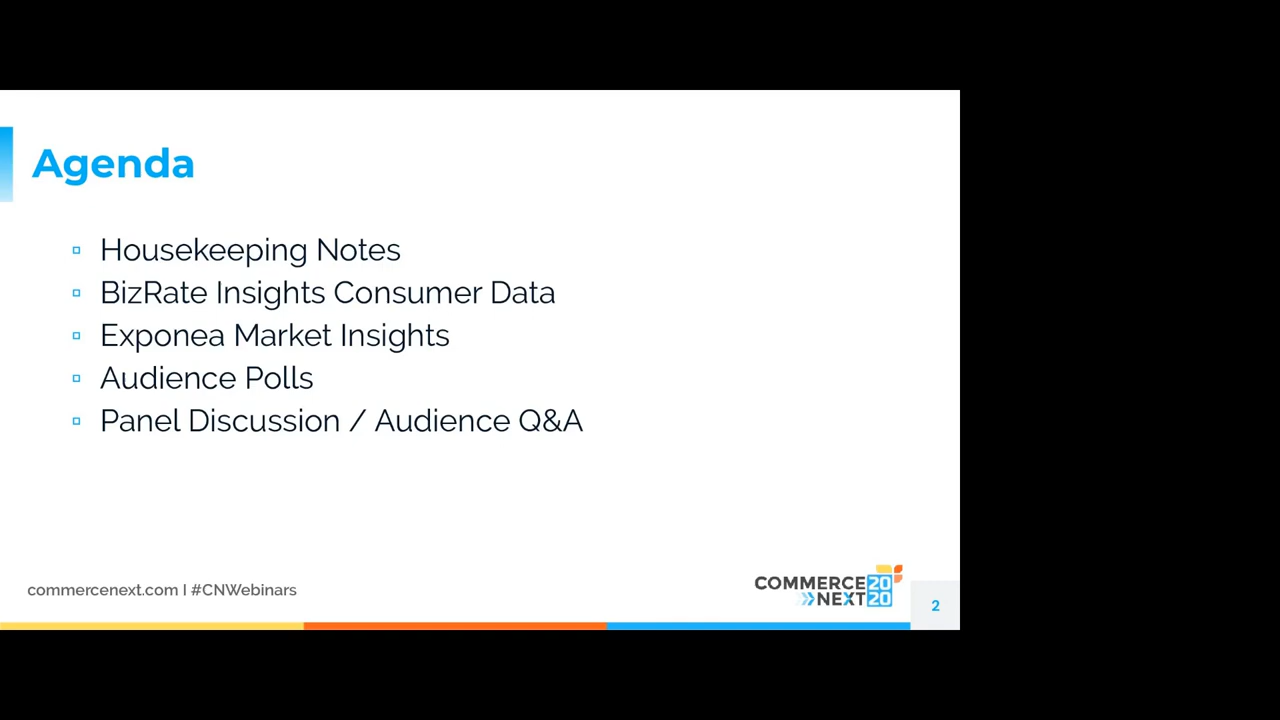 Agenda
Housekeeping Notes
BizRate Insights Consumer Data
Exponea Market Insights
Audience Polls
Panel Discussion / Audience Q&A
commercenext.com I #CNWebinars
COMMERCE 20
NEXT 20
2